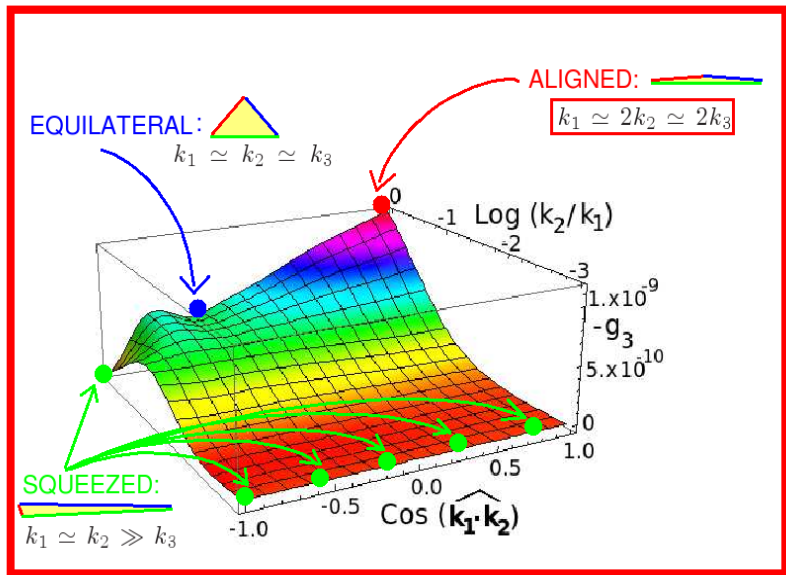 ALIGNED:
k₁ ≃ 2k₂ ≃ 2k₃
EQUILATERAL:
k₁ ≃ k₂ ≃ k₃
0
-1
-2
-3
Log (k₂/k₁)
1.×10⁻⁹
-g₃
5.×10⁻¹⁰
0
SQUEEZED:
k₁ ≃ k₂ ≫ k₃
-1.0
-0.5
0.0
0.5
1.0
Cos (k₁·k₂)